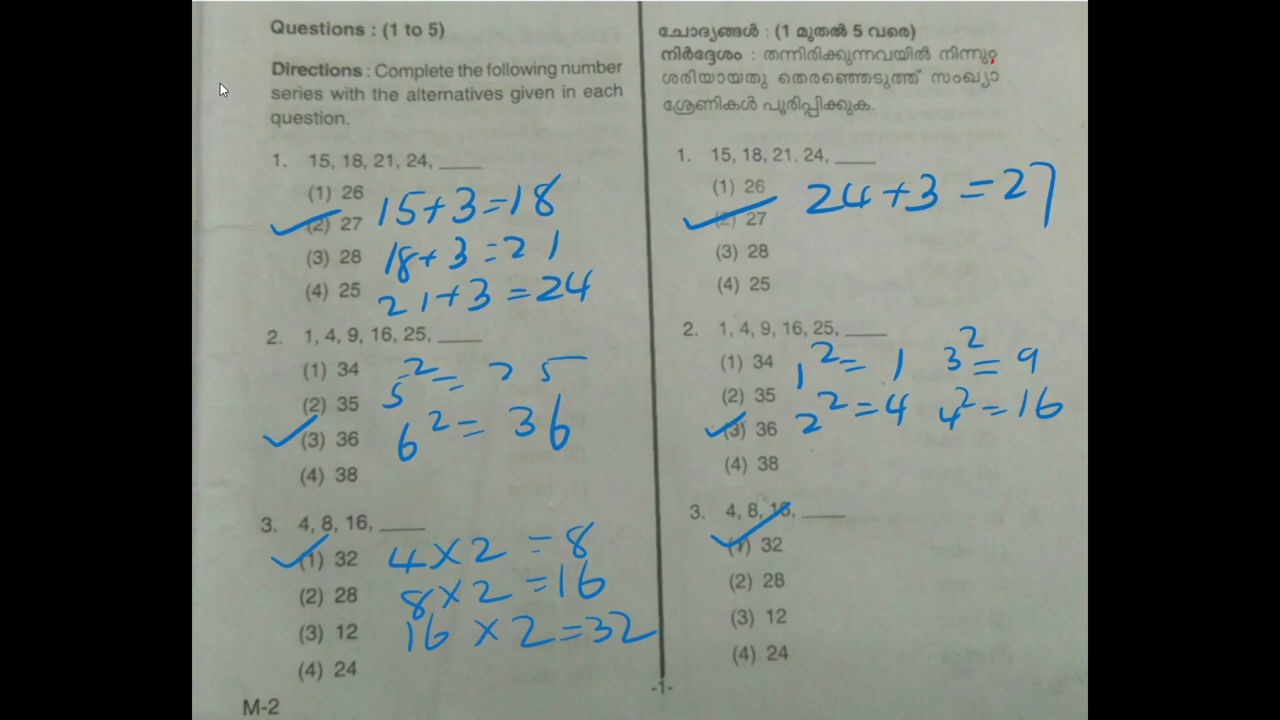 Questions : (1 to 5)
Directions : Complete the following number
series with the alternatives given in each
question.
1. 15, 18, 21, 24, ____
(1) 26
(2) 27 15+3=18
(3) 28 18+3=21
(4) 25 21+3=24
2. 1, 4, 9, 16, 25, ____
(1) 34 5²=25
(2) 35
(3) 36 6²=36
(4) 38
3. 4, 8, 16, ____
(1) 32 4×2=8
(2) 28 8×2=16
(3) 12 16×2=32
(4) 24
M-2
ചോദ്യങ്ങൾ : (1 മുതൽ 5 വരെ)
നിർദ്ദേശം : തന്നിരിക്കുന്നവയിൽ നിന്നും
ശരിയായതു തെരഞ്ഞെടുത്ത് സംഖ്യാ
ശ്രേണികൾ പൂരിപ്പിക്കുക.
1. 15, 18, 21, 24, ____
(1) 26 24+3=27
(2) 27
(3) 28
(4) 25
2. 1, 4, 9, 16, 25, ____
(1) 34 1²=1 3²=9
(2) 35 2²=4 4²=16
(3) 36
(4) 38
3. 4, 8, 16, ____
(1) 32
(2) 28
(3) 12
(4) 24
-1-